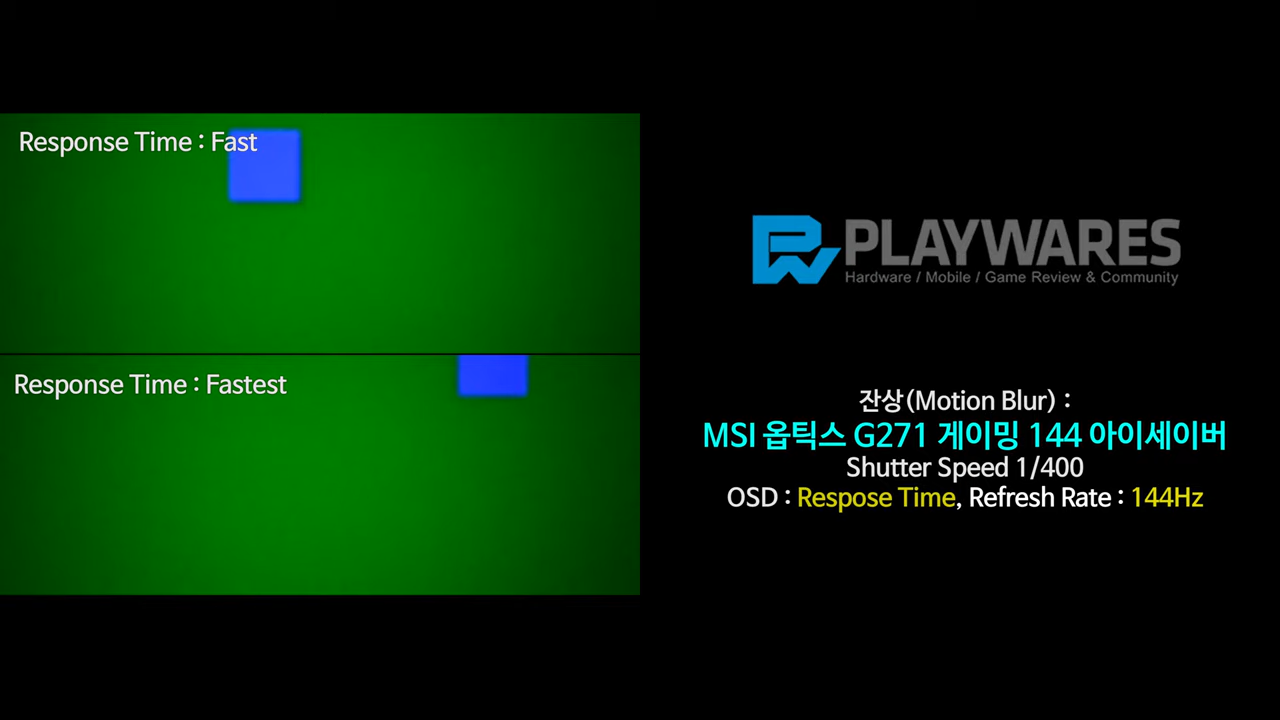 Response Time : Fast
Response Time : Fastest
PLAYWARES
Hardware / Mobile / Game Review & Community
잔상(Motion Blur) :
MSI 옵틱스 G271 게이밍 144 아이세이버
Shutter Speed 1/400
OSD : Respose Time, Refresh Rate : 144Hz